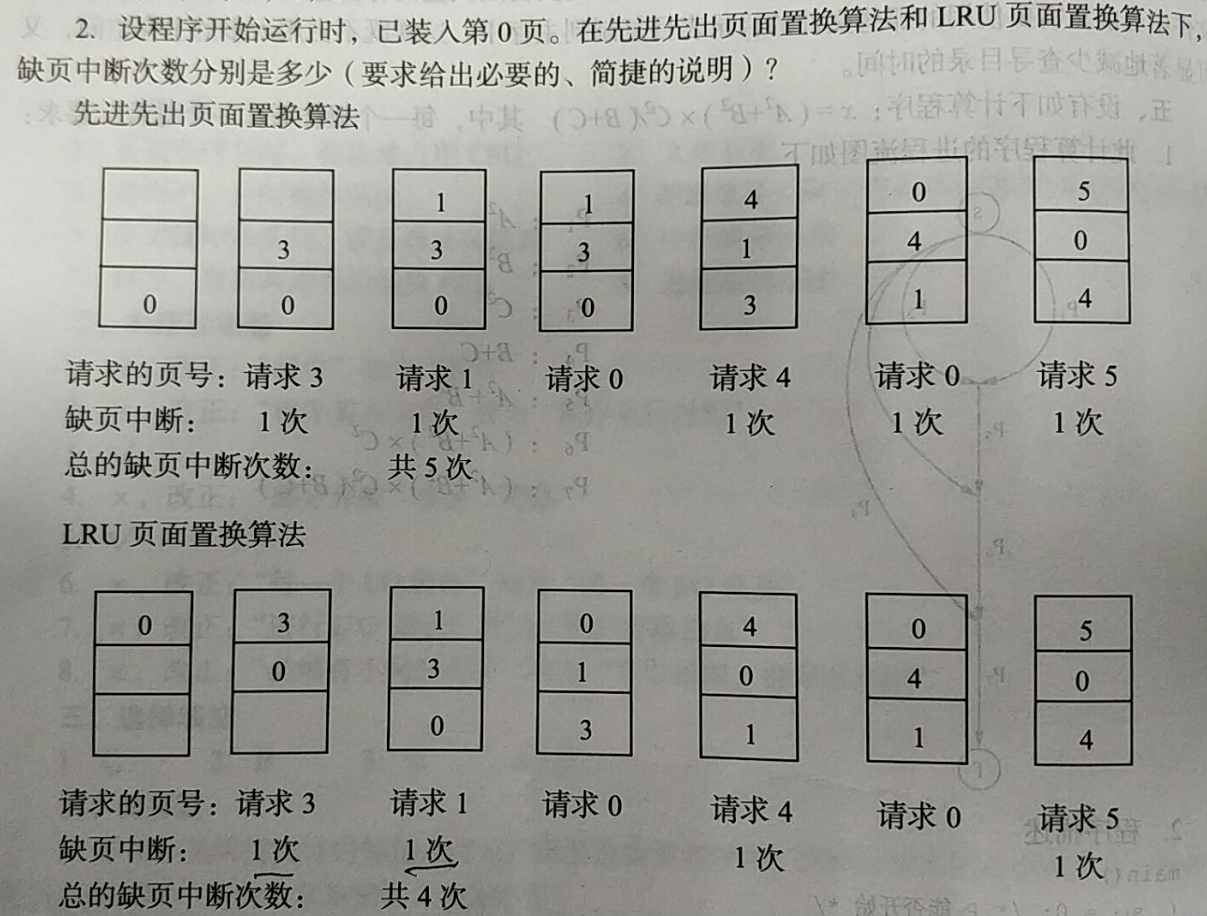 2. 设程序开始运行时，已装入第0页。在先进先出页面置换算法和 LRU 页面置换算法下，
缺页中断次数分别是多少（要求给出必要的、简捷的说明）？
先进先出页面置换算法
1 1 4 0 5
3 3 3 1 4 0
0 0 0 0 3 1 4
请求的页号：请求 3 请求 1 请求 0 请求 4 请求 0 请求 5
缺页中断： 1 次 1 次 1 次 1 次 1 次
总的缺页中断次数： 共 5 次
LRU 页面置换算法
0 3 1 0 4 0 5
0 3 1 0 4 0
0 3 1 1 4
请求的页号：请求 3 请求 1 请求 0 请求 4 请求 0 请求 5
缺页中断： 1 次 1 次 1 次 1 次
总的缺页中断次数： 共 4 次